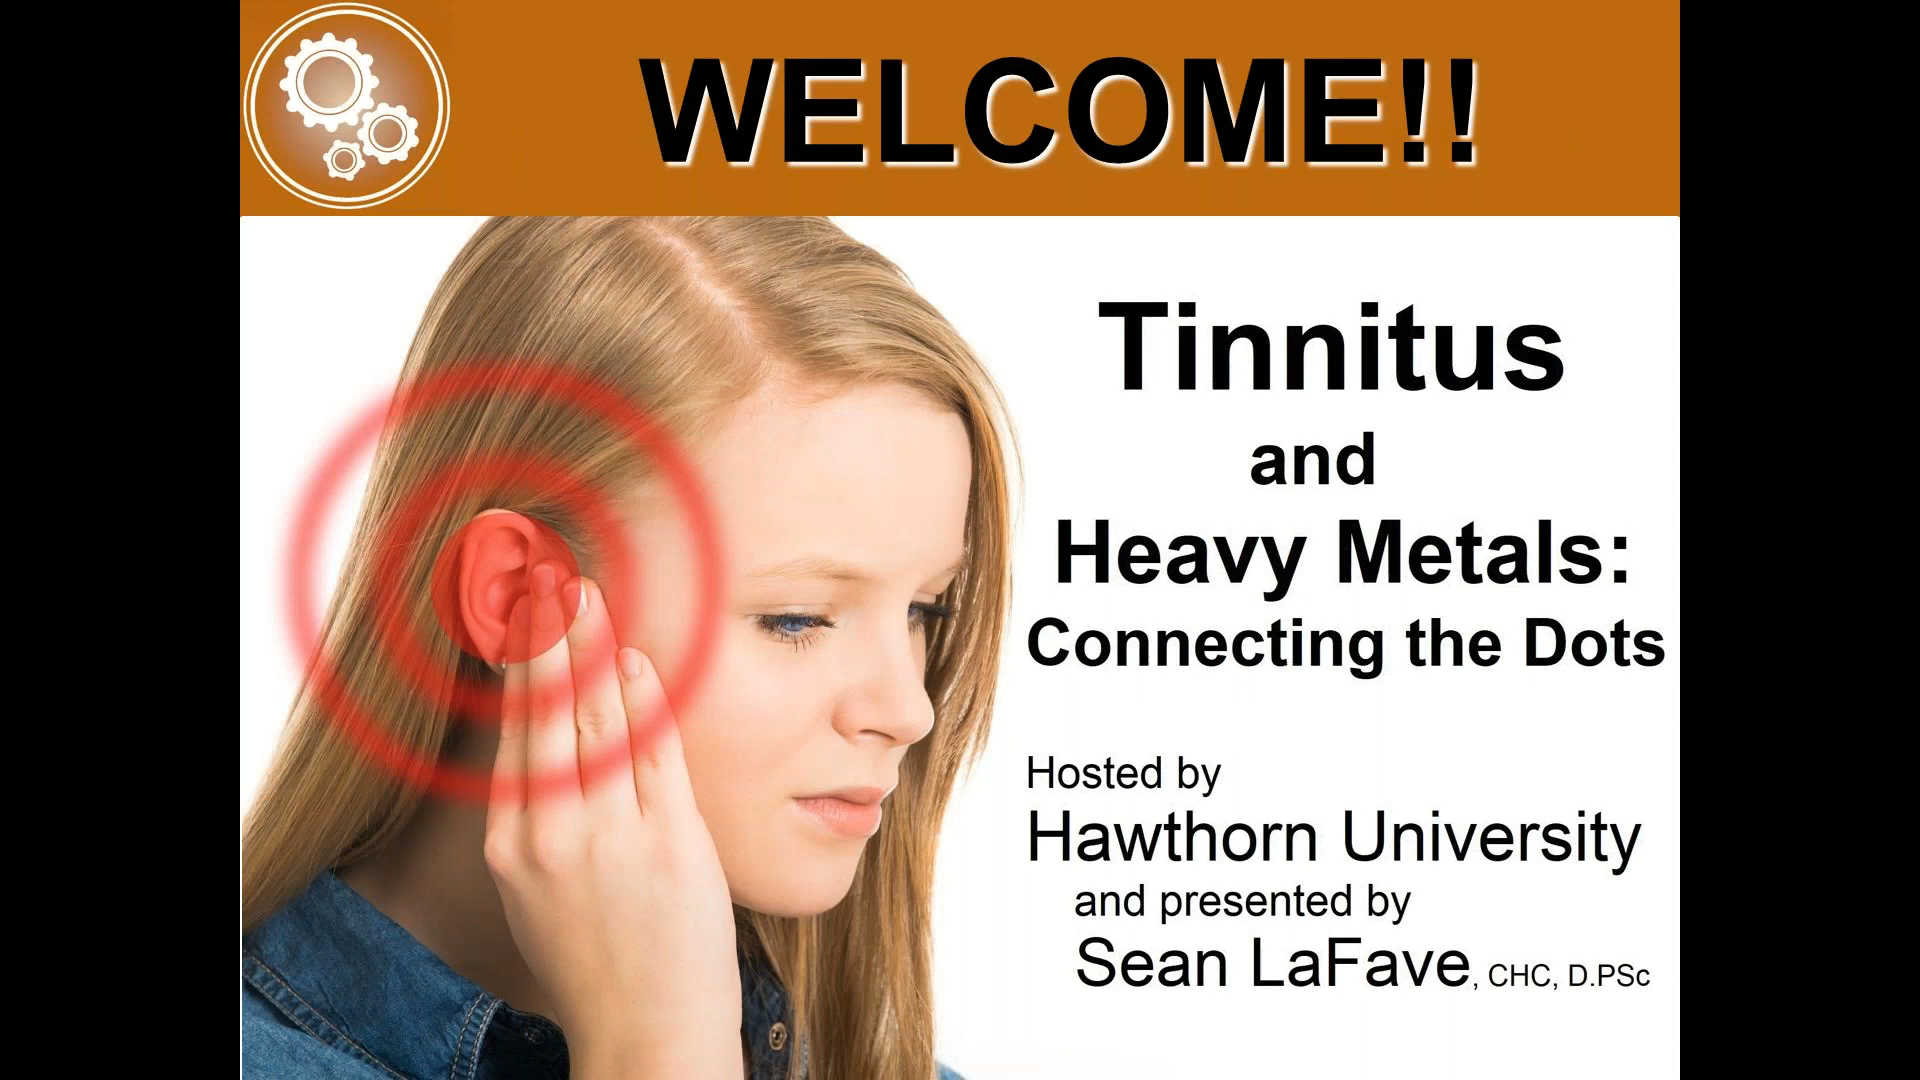 WELCOME!!
Tinnitus
and
Heavy Metals:
Connecting the Dots
Hosted by
Hawthorn University
and presented by
Sean LaFave, CHC, D.PSc